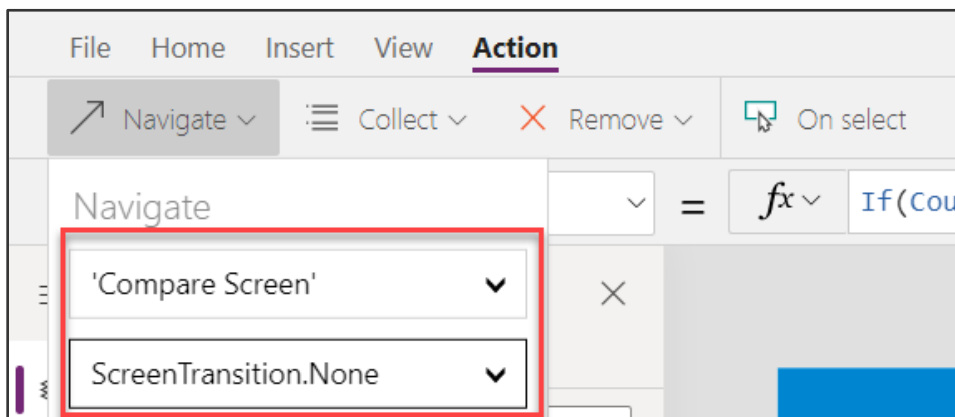 File Home Insert View Action
Navigate Collect Remove On select
Navigate
= fx If(Cou
'Compare Screen'
ScreenTransition.None